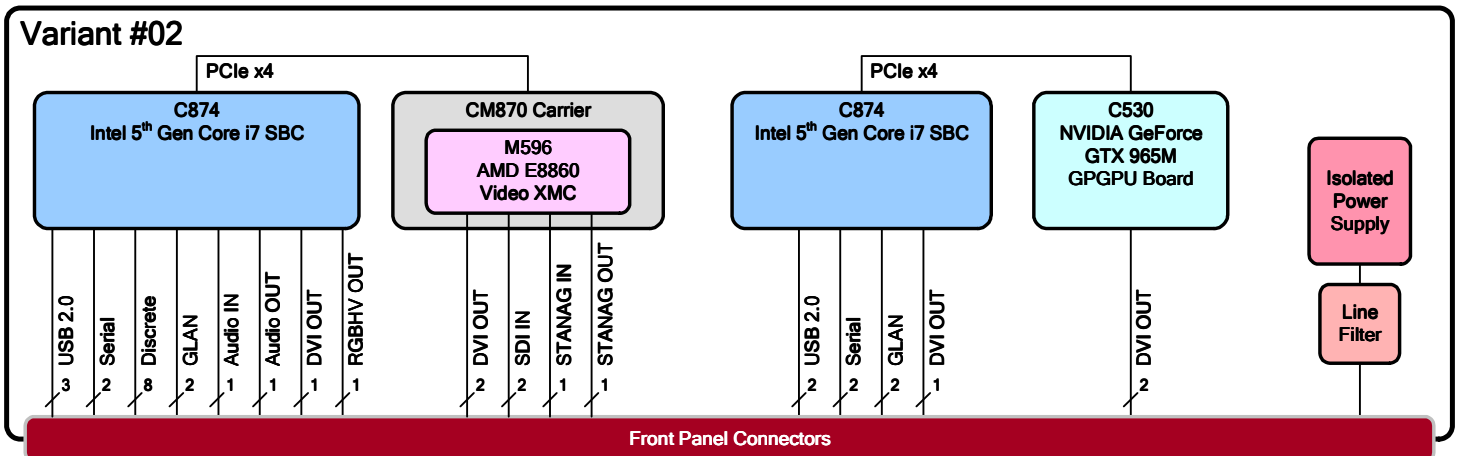 Variant #02
PCIe x4
PCIe x4
C874
Intel 5th Gen Core i7 SBC
CM870 Carrier
M596
AMD E8860
Video XMC
C874
Intel 5th Gen Core i7 SBC
C530
NVIDIA GeForce
GTX 965M
GPGPU Board
Isolated
Power
Supply
Line
Filter
USB 2.0
3
Serial
2
Discrete
8
GLAN
2
Audio IN
1
Audio OUT
1
DVI OUT
1
RGBHV OUT
1
DVI OUT
2
SDI IN
2
STANAG IN
1
STANAG OUT
1
USB 2.0
2
Serial
2
GLAN
2
DVI OUT
1
DVI OUT
2
Front Panel Connectors